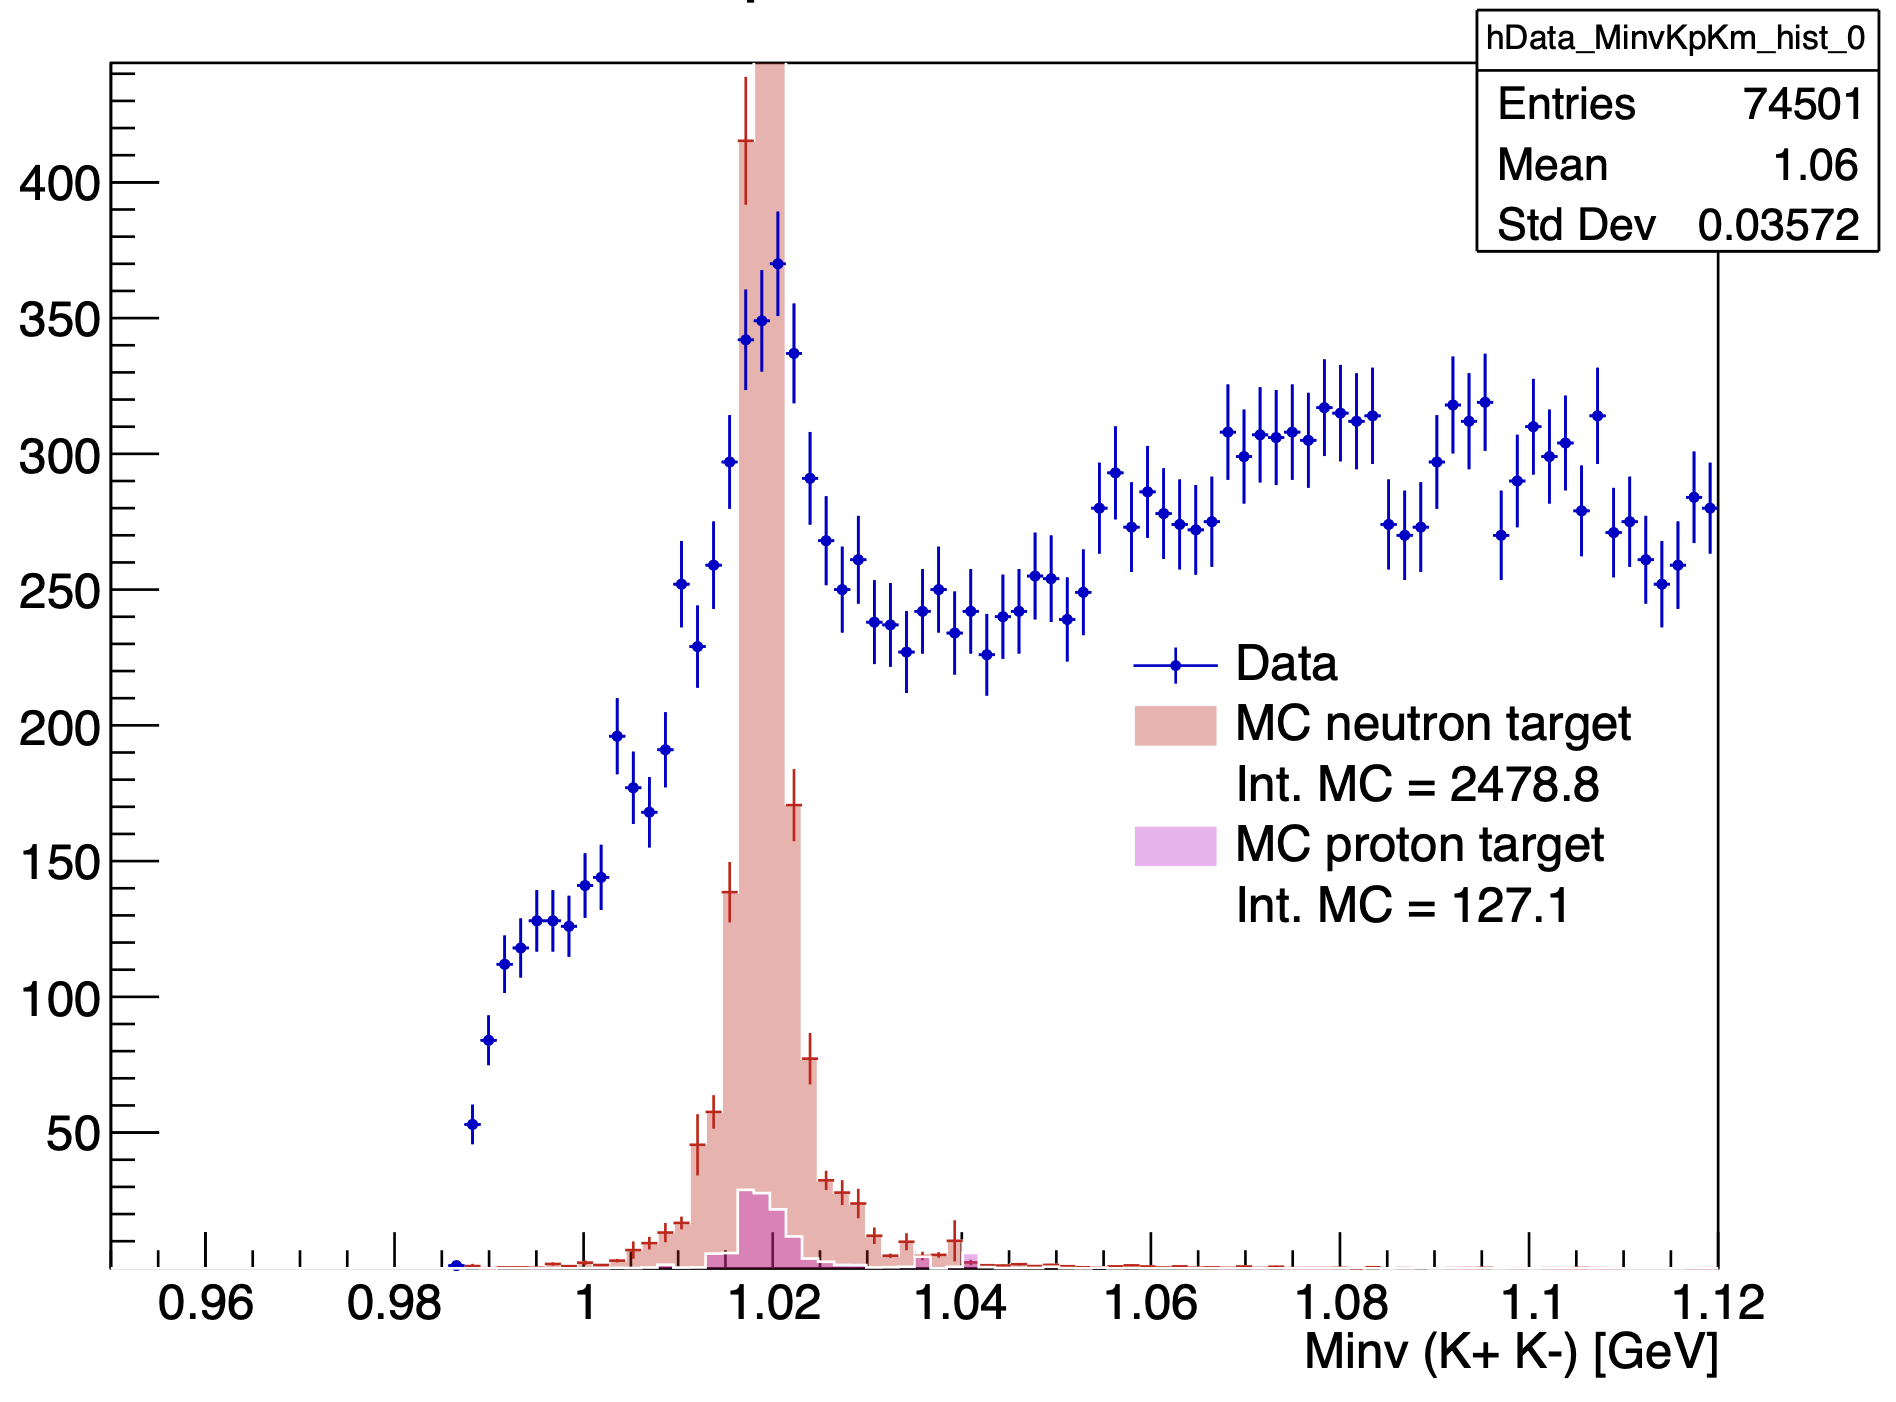 hData_MinvKpKm_hist_0
Entries 74501
Mean 1.06
Std Dev 0.03572
400
350
300
250
200
150
100
50
Data
MC neutron target
Int. MC = 2478.8
MC proton target
Int. MC = 127.1
0.96 0.98 1 1.02 1.04 1.06 1.08 1.1 1.12
Minv (K+ K-) [GeV]